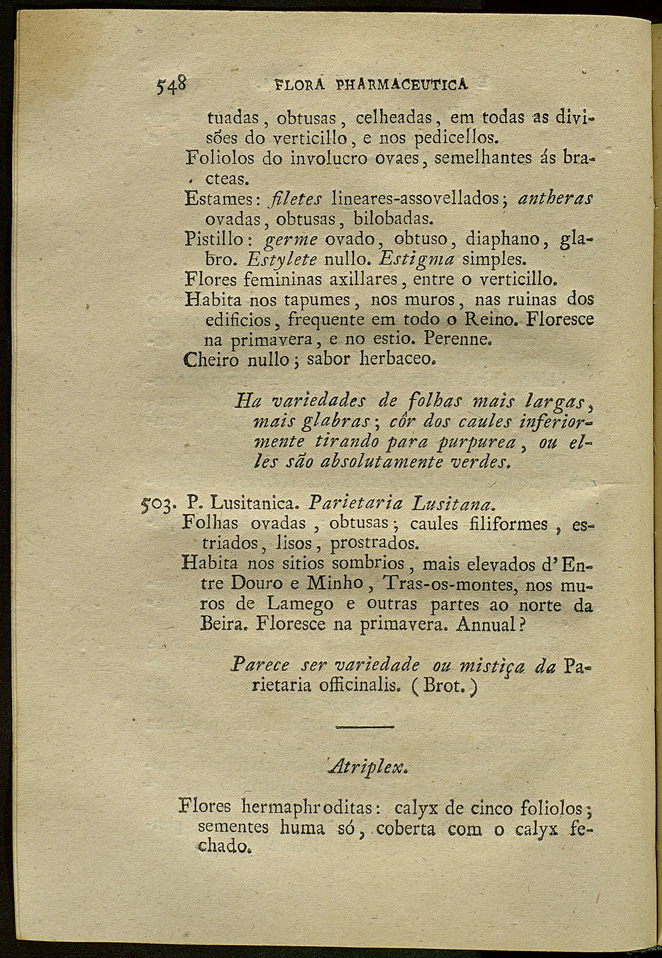 548 FLORA PHARMACEUTICA
tuadas, obtusas, celheadas, em todas as divi-
sões do verticillo, e nos pedicellos.
Foliolos do involucro ovaes, semelhantes ás bra-
cteas.
Estames: filetes lineares-assovellados; antheras
ovadas, obtusas, bilobadas.
Pistillo: germe ovado, obtuso, diaphano, gla-
bro. Estylete nullo. Estigma simples.
Flores femininas axillares, entre o verticillo.
Habita nos tapumes, nos muros, nas ruinas dos
edificios, frequente em todo o Reino. Floresce
na primavera, e no estio. Perenne.
Cheiro nullo; sabor herbaceo.
Ha variedades de folhas mais largas,
mais glabras; côr dos caules inferior-
mente tirando para purpurea, ou el-
les são absolutamente verdes.
503. P. Lusitanica. Parietaria Lusitana.
Folhas ovadas, obtusas; caules filiformes, es-
triados, lisos, prostrados.
Habita nos sitios sombrios, mais elevados d'En-
tre Douro e Minho, Tras-os-montes, nos mu-
ros de Lamego e outras partes ao norte da
Beira. Floresce na primavera. Annual?
Parece ser variedade ou mistiça da Pa-
rietaria officinalis. (Brot.)
Atriplex.
Flores hermaphroditas: calyx de cinco foliolos;
sementes huma só, coberta com o calyx fe-
chado.